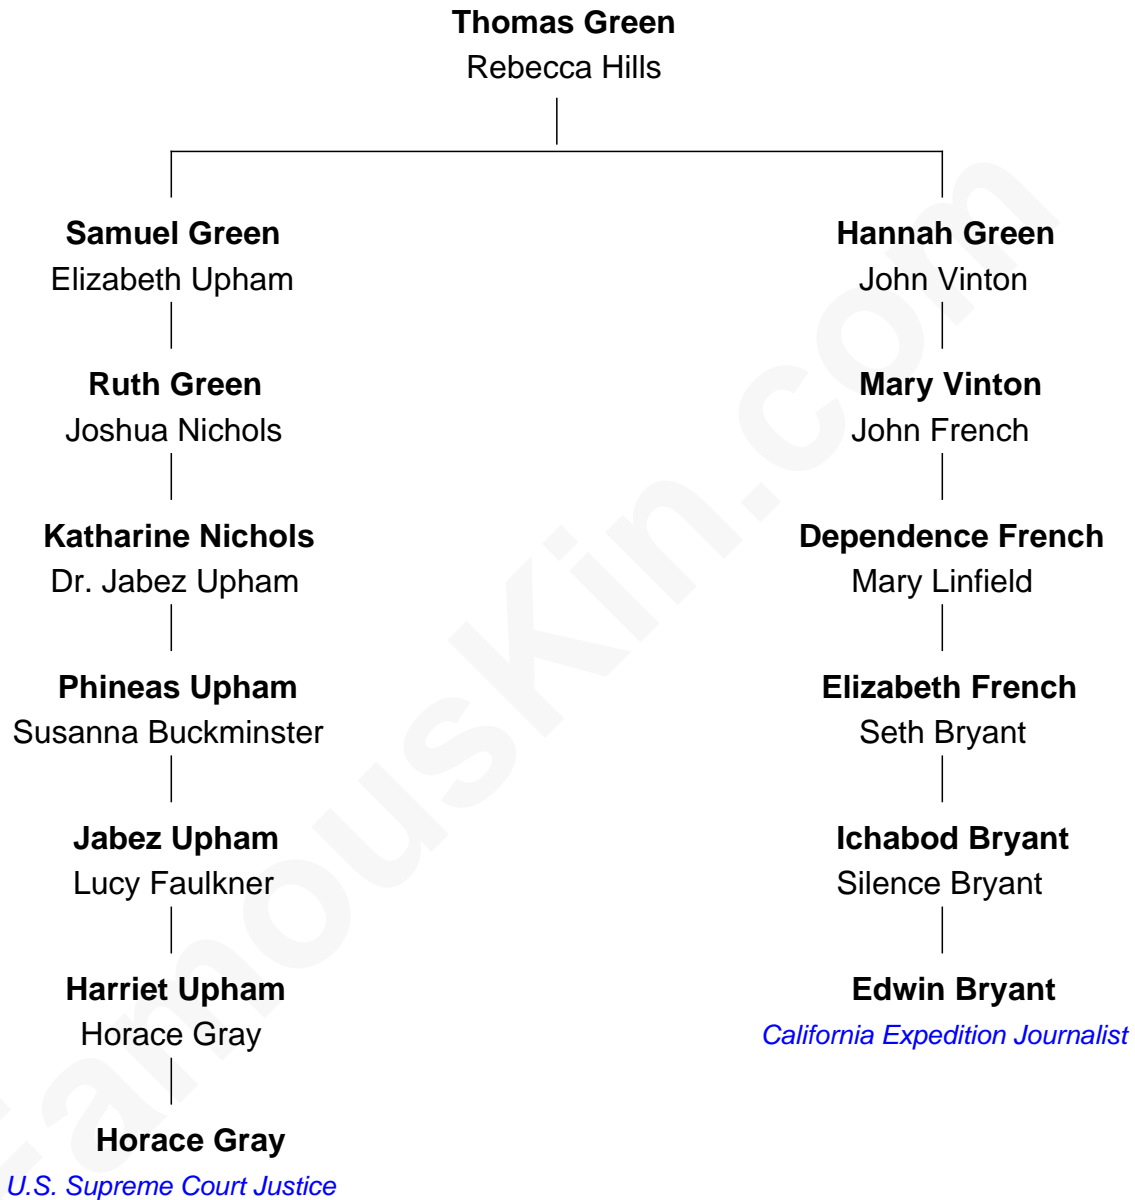 Thomas Green
Rebecca Hills
Samuel Green
Elizabeth Upham
Hannah Green
John Vinton
Ruth Green
Joshua Nichols
Mary Vinton
John French
Katharine Nichols
Dr. Jabez Upham
Dependence French
Mary Linfield
Phineas Upham
Susanna Buckminster
Elizabeth French
Seth Bryant
Jabez Upham
Lucy Faulkner
Ichabod Bryant
Silence Bryant
Harriet Upham
Horace Gray
Edwin Bryant
California Expedition Journalist
Horace Gray
U.S. Supreme Court Justice
FamousKin.com